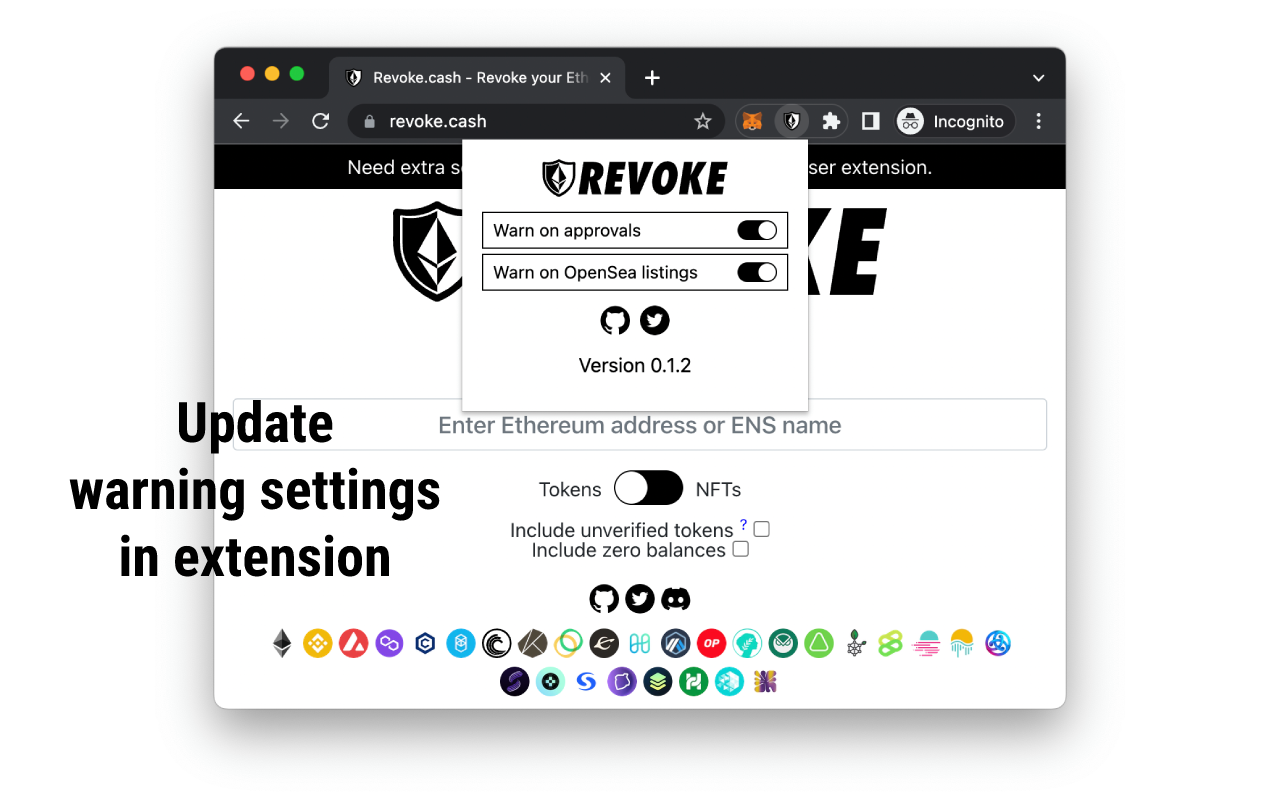 Revoke.cash - Revoke your Eth
revoke.cash
Incognito
Need extra s
ser extension.
REVOKE
Warn on approvals
Warn on OpenSea listings
Version 0.1.2
KE
Update
warning settings
in extension
Enter Ethereum address or ENS name
Tokens NFTs
Include unverified tokens ?
Include zero balances
OP